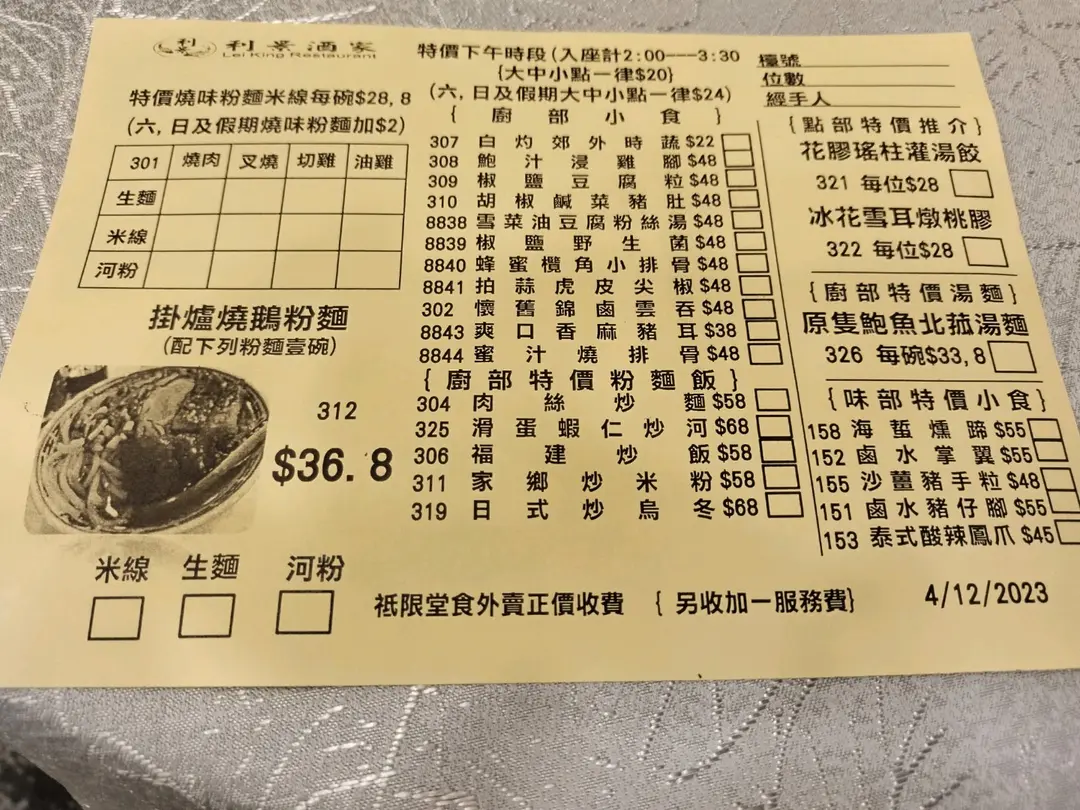 利景酒家
Lei King Restaurant
特價燒味粉麵米線每碗$28, 8
(六, 日及假期燒味粉麵加$2)
301 燒肉 叉燒 切雞 油雞
生麵
米線
河粉
掛爐燒鵝粉麵
(配下列粉麵壹碗)
312
$36. 8
米線 生麵 河粉
特價下午時段(入座計2:00----3:30
{大中小點一律$20}
(六, 日及假期大中小點一律$24)
{ 廚部小食 }
307 白灼郊外時蔬 $22
308 鮑汁浸雞腳 $48
309 椒鹽豆腐粒 $48
310 胡椒鹹菜豬肚 $48
8838 雪菜油豆腐粉絲湯 $48
8839 椒鹽野生菌 $48
8840 蜂蜜欖角小排骨 $48
8841 拍蒜虎皮尖椒 $48
302 懷舊錦鹵雲吞 $48
8843 爽口香麻豬耳 $38
8844 蜜汁燒排骨 $48
{ 廚部特價粉麵飯 }
304 肉絲炒麵 $58
325 滑蛋蝦仁炒河 $68
306 福建炒飯 $58
311 家鄉炒米粉 $58
319 日式炒烏冬 $68
檯號
位數
經手人
{點部特價推介}
花膠瑤柱灌湯餃
321 每位$28
冰花雪耳燉桃膠
322 每位$28
{廚部特價湯麵}
原隻鮑魚北菇湯麵
326 每碗$33, 8
{味部特價小食}
158 海蜇燻蹄 $55
152 鹵水掌翼 $55
155 沙薑豬手粒 $48
151 鹵水豬仔腳 $55
153 泰式酸辣鳳爪 $45
祗限堂食外賣正價收費 { 另收加一服務費}
4/12/2023